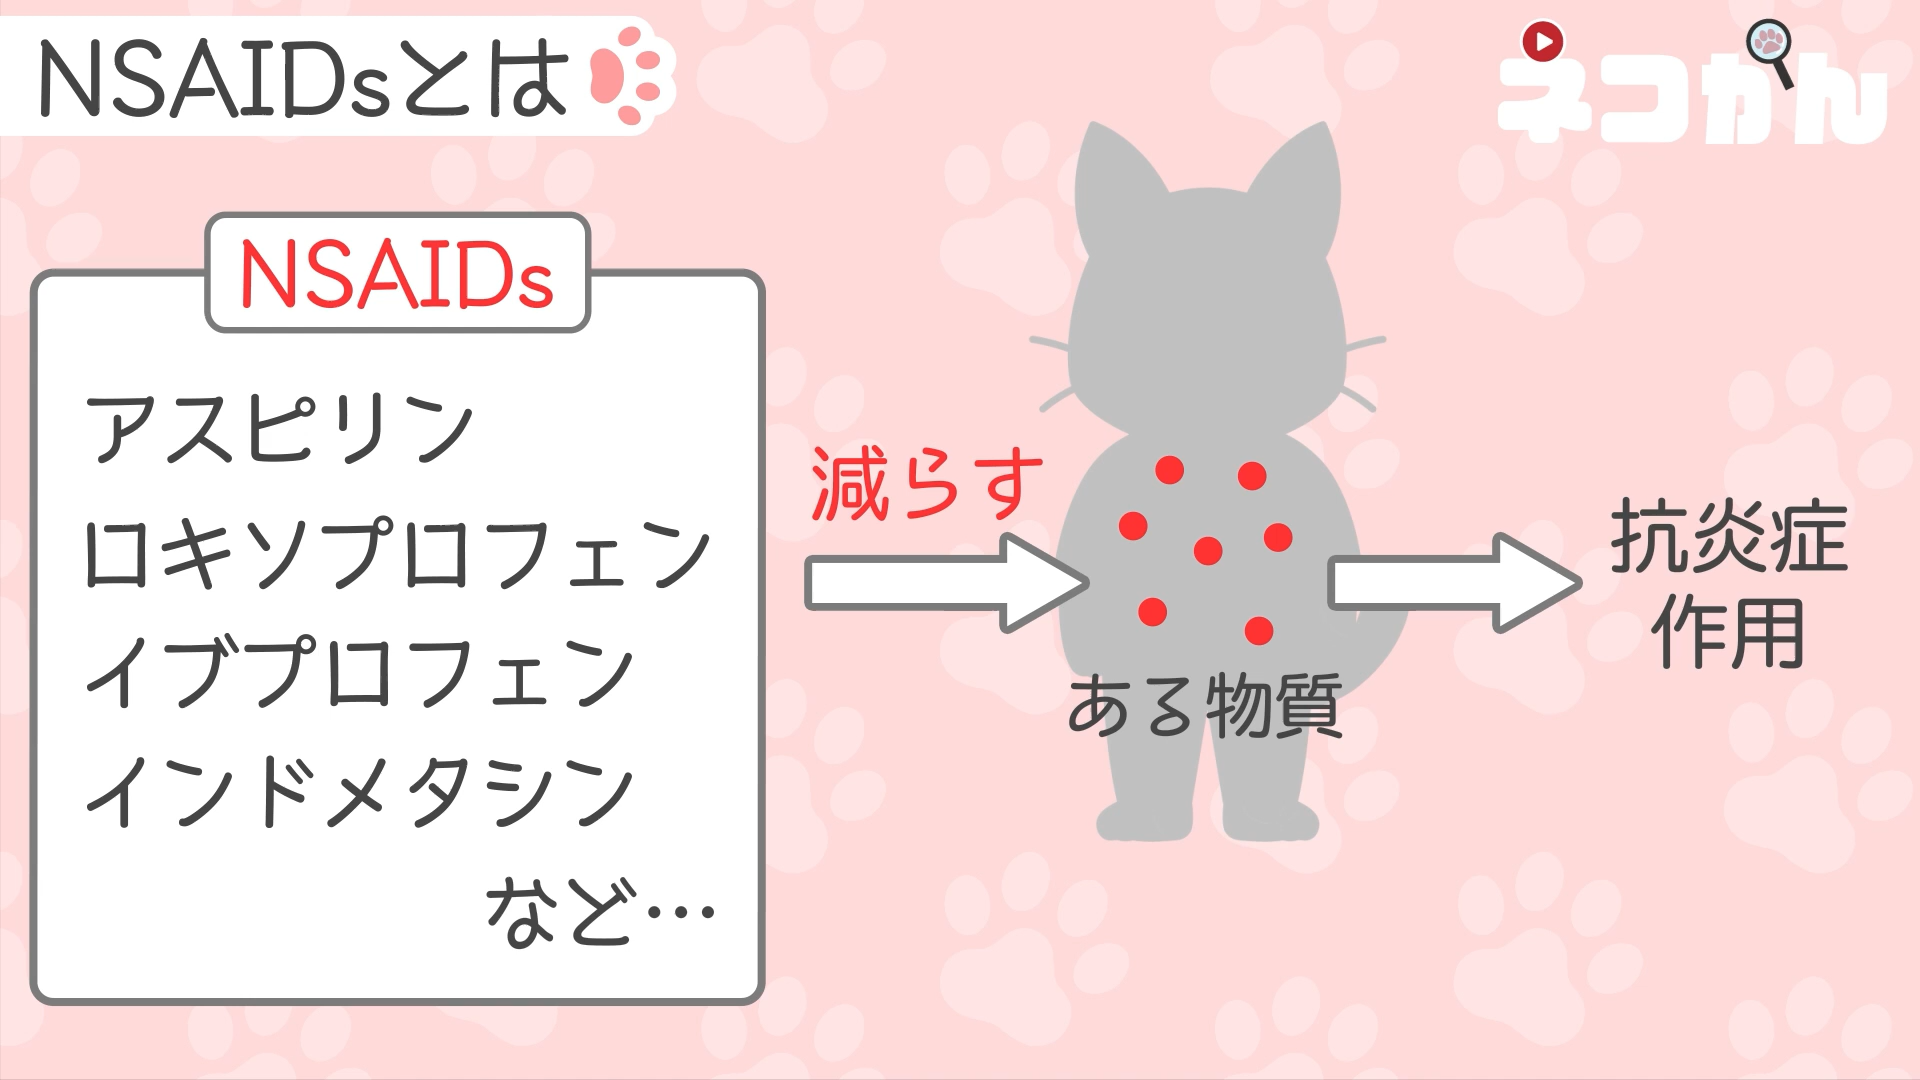 NSAIDsとは
ネコかん
NSAIDs
アスピリン
ロキソプロフェン
イブプロフェン
インドメタシン
など…
減らす
ある物質
抗炎症
作用